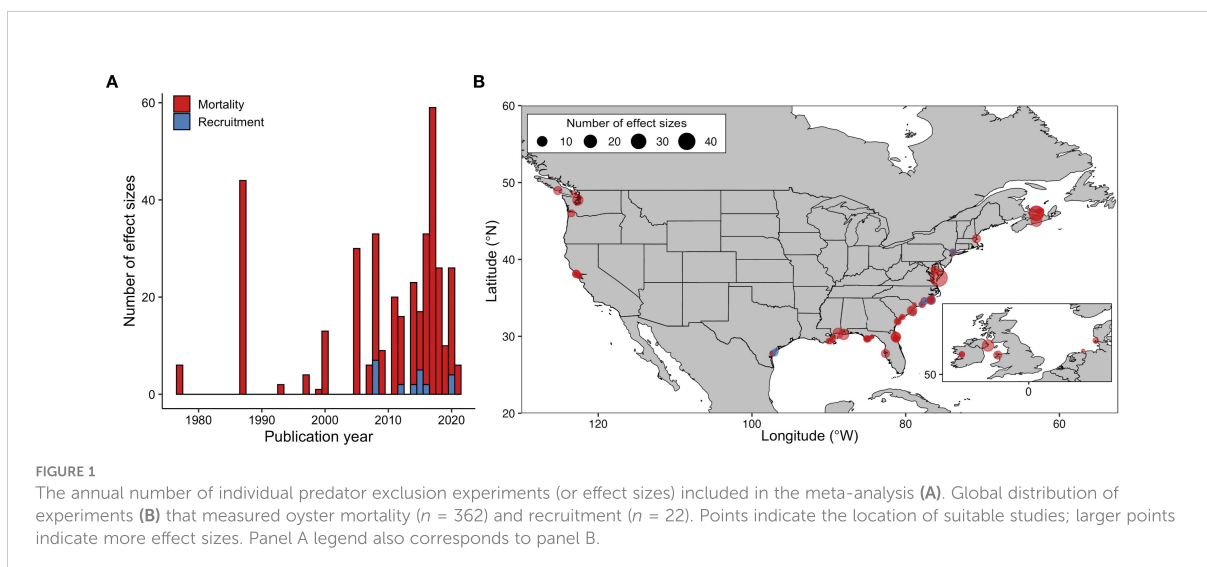 A
B
Mortality
Recruitment
Number of effect sizes
60
40
20
0
1980 1990 2000 2010 2020
Publication year
Number of effect sizes
10 20 30 40
Latitude (°N)
60
50
40
30
20
50
0
120 100 80 60
Longitude (°W)
FIGURE 1
The annual number of individual predator exclusion experiments (or effect sizes) included in the meta-analysis (A). Global distribution of
experiments (B) that measured oyster mortality (n = 362) and recruitment (n = 22). Points indicate the location of suitable studies; larger points
indicate more effect sizes. Panel A legend also corresponds to panel B.